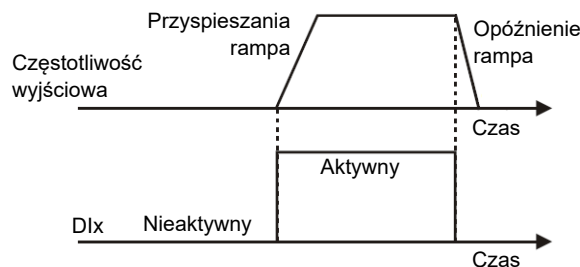 Przyspieszania
rampa
Opóźnienie
rampa
Częstotliwość
wyjściowa
Czas
Aktywny
DIx
Nieaktywny
Czas